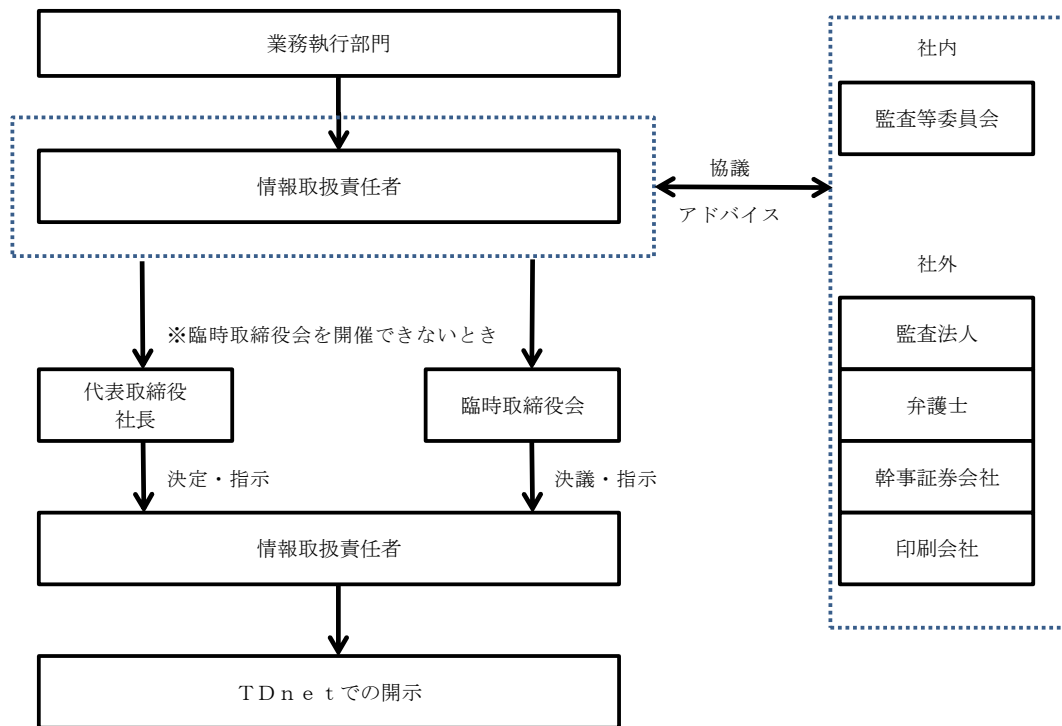 業務執行部門
情報取扱責任者
協議
アドバイス
社内
監査等委員会
社外
監査法人
弁護士
幹事証券会社
印刷会社
※臨時取締役会を開催できないとき
代表取締役
社長
臨時取締役会
決定・指示
決議・指示
情報取扱責任者
ＴＤｎｅｔでの開示